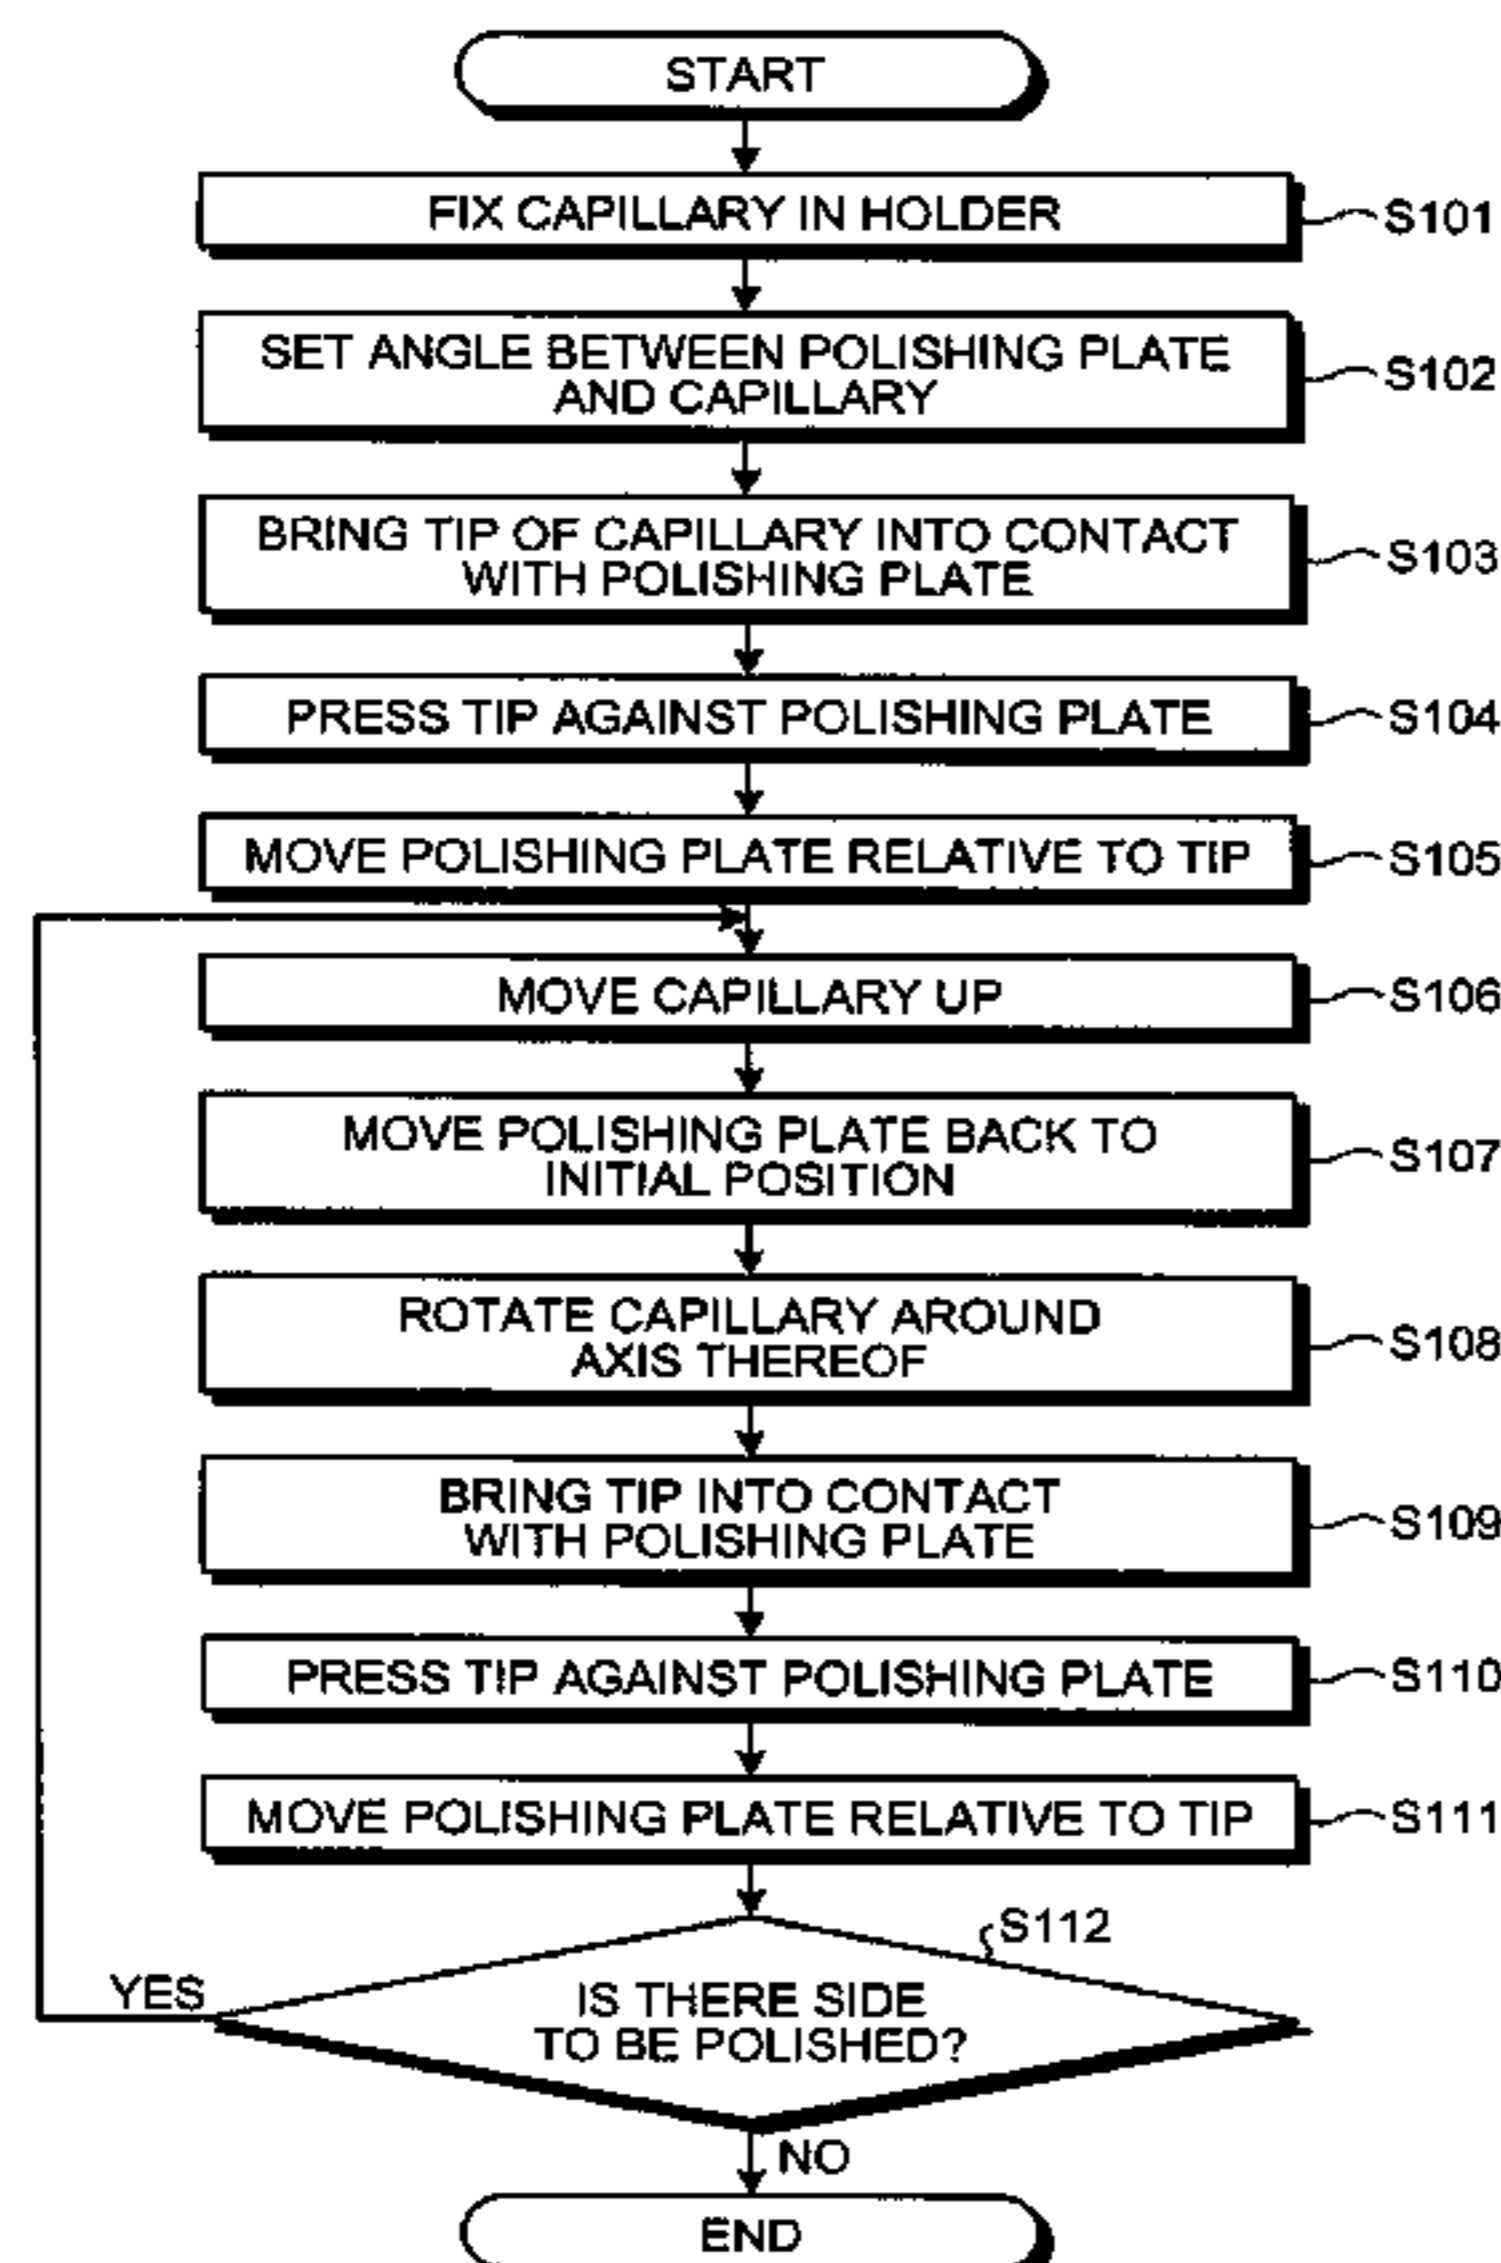 START
FIX CAPILLARY IN HOLDER
S101
SET ANGLE BETWEEN POLISHING PLATE
AND CAPILLARY
S102
BRING TIP OF CAPILLARY INTO CONTACT
WITH POLISHING PLATE
S103
PRESS TIP AGAINST POLISHING PLATE
S104
MOVE POLISHING PLATE RELATIVE TO TIP
S105
MOVE CAPILLARY UP
S106
MOVE POLISHING PLATE BACK TO
INITIAL POSITION
S107
ROTATE CAPILLARY AROUND
AXIS THEREOF
S108
BRING TIP INTO CONTACT
WITH POLISHING PLATE
S109
PRESS TIP AGAINST POLISHING PLATE
S110
MOVE POLISHING PLATE RELATIVE TO TIP
S111
S112
YES
IS THERE SIDE
TO BE POLISHED?
NO
END